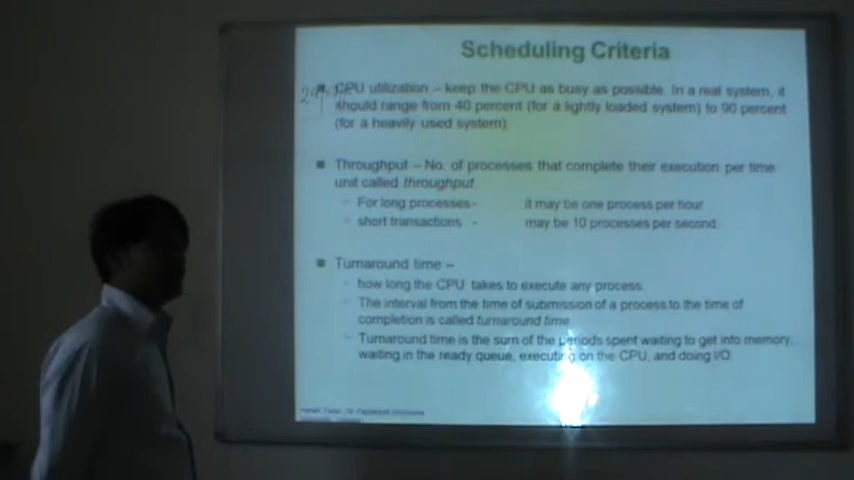 Scheduling Criteria
CPU utilization – keep the CPU as busy as possible. In a real system, it
should range from 40 percent (for a lightly loaded system) to 90 percent
(for a heavily used system)
Throughput – No. of processes that complete their execution per time
unit called throughput.
For long processes - it may be one process per hour
short transactions - may be 10 processes per second.
Turnaround time –
how long the CPU takes to execute any process.
The interval from the time of submission of a process to the time of
completion is called turnaround time
Turnaround time is the sum of the periods spent waiting to get into memory,
waiting in the ready queue, executing on the CPU, and doing I/O.